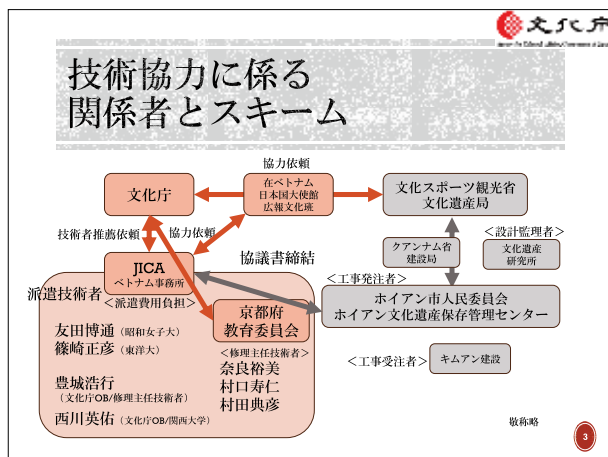 文化庁
技術協力に係る
関係者とスキーム
協力依頼
文化庁
在ベトナム
日本国大使館
広報文化班
文化スポーツ観光省
文化遺産局
技術者推薦依頼
協力依頼
クアンナム省
建設局
＜設計監理者＞
文化遺産
研究所
協議書締結
JICA
ベトナム事務所
＜派遣費用負担＞
＜工事発注者＞
ホイアン市人民委員会
ホイアン文化遺産保存管理センター
派遣技術者
京都府
教育委員会
友田博通（昭和女子大）
篠崎正彦（東洋大）
＜修理主任技術者＞
奈良裕美
村口寿仁
村田典彦
＜工事受注者＞
キムアン建設
豊城浩行
（文化庁OB/修理主任技術者）
西川英佑（文化庁OB/関西大学）
敬称略
3